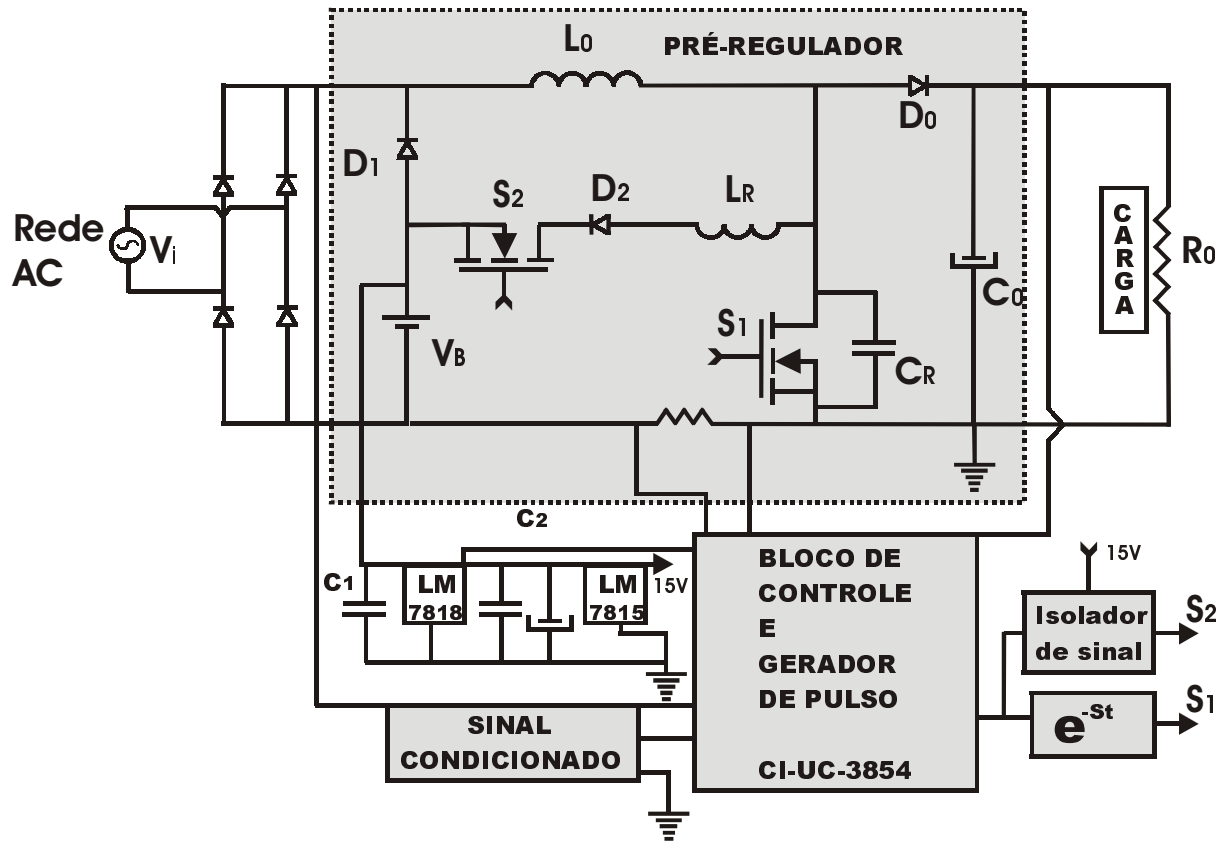 L0
PRÉ-REGULADOR
D0
D1
S2
D2
LR
Rede
AC
Vi
CARGA
R0
C0
S1
VB
CR
C2
C1
LM
7818
LM
7815
15V
BLOCO DE
CONTROLE
E
GERADOR
DE PULSO
CI-UC-3854
15V
Isolador
de sinal
S2
e-St
S1
SINAL
CONDICIONADO